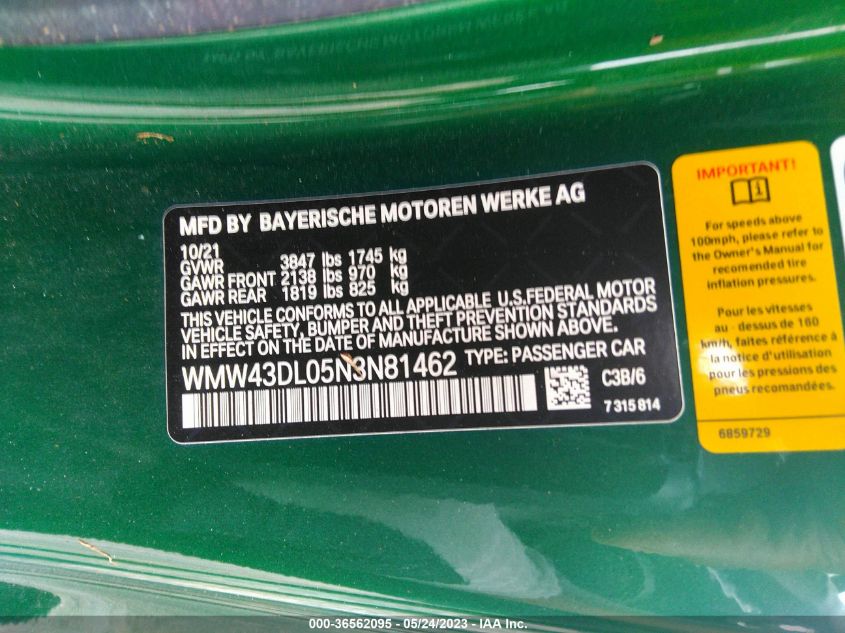 MFD BY BAYERISCHE MOTOREN WERKE AG
10/21
GVWR 3847 lbs 1745 kg
GAWR FRONT 2138 lbs 970 kg
GAWR REAR 1819 lbs 825 kg
THIS VEHICLE CONFORMS TO ALL APPLICABLE U.S.FEDERAL MOTOR
VEHICLE SAFETY, BUMPER AND THEFT PREVENTION STANDARDS
IN EFFECT ON THE DATE OF MANUFACTURE SHOWN ABOVE.
WMW43DL05N3N81462 TYPE: PASSENGER CAR
C3B/6
7315814
IMPORTANT!
For speeds above
100mph, please refer to
the Owner's Manual for
recomended tire
inflation pressures.
Pour les vitesses
au - dessus de 160
km/h, faites référence à
la notice d'utilisation
pour les pressions de
pneus recommandées.
6859729
000-36562095 - 05/24/2023 - IAA Inc.